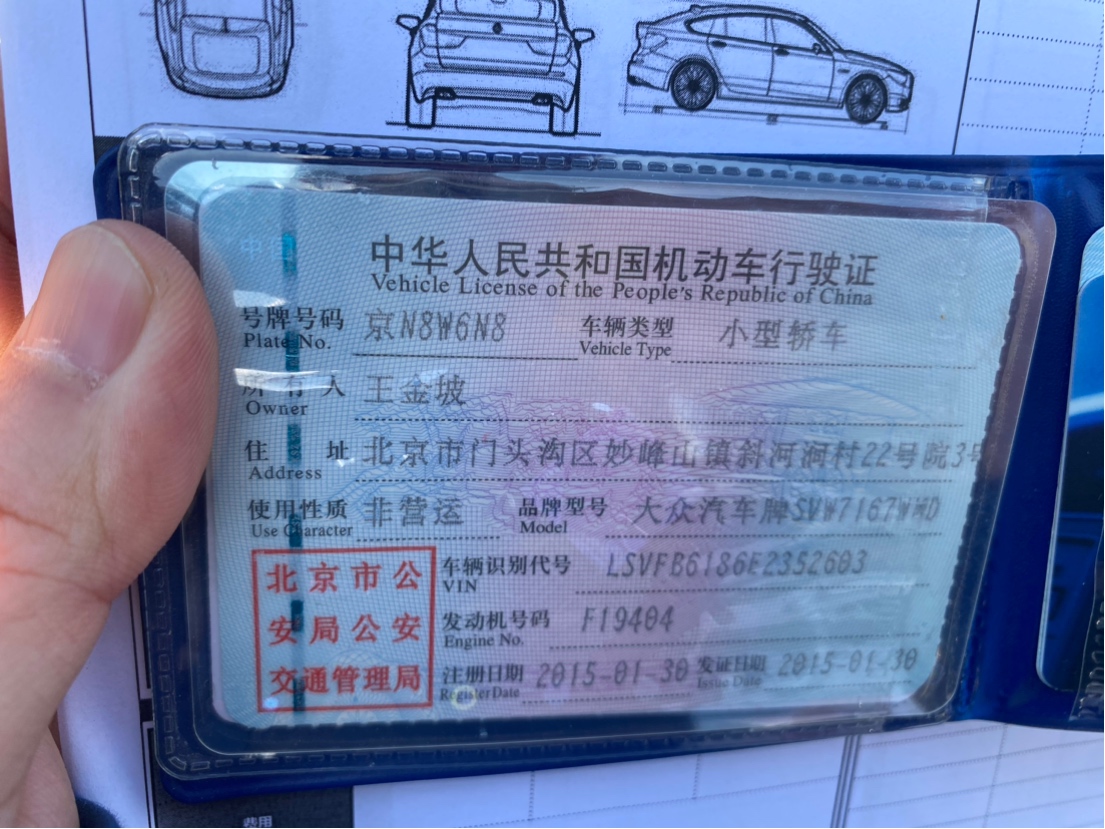 中华人民共和国机动车行驶证
Vehicle License of the People's Republic of China
号牌号码 京N8W6N8 车辆类型 小型轿车
Plate No. Vehicle Type
所有人 王金坡
Owner
住址 北京市门头沟区妙峰山镇斜河涧村22号院3号
Address
使用性质 非营运 品牌型号 大众汽车牌SVW7167WMD
Use Character Model
北京市公
安局公安
交通管理局
车辆识别代号 LSVFB6186E2352603
VIN
发动机号码 F19404
Engine No.
注册日期 2015-01-30 发证日期 2015-01-30
Register Date Issue Date
费用